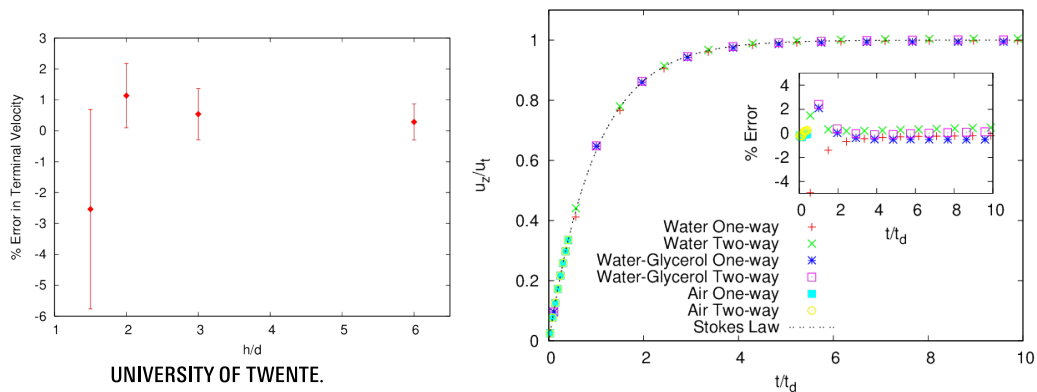 % Error in Terminal Velocity
3
2
1
0
-1
-2
-3
-4
-5
-6
1 2 3 4 5 6
h/d
UNIVERSITY OF TWENTE.
u_z/u_t
1
0.8
0.6
0.4
0.2
0
0 2 4 6 8 10
t/t_d
% Error
4
2
0
-2
-4
0 2 4 6 8 10
t/t_d
Water One-way
Water Two-way
Water-Glycerol One-way
Water-Glycerol Two-way
Air One-way
Air Two-way
Stokes Law